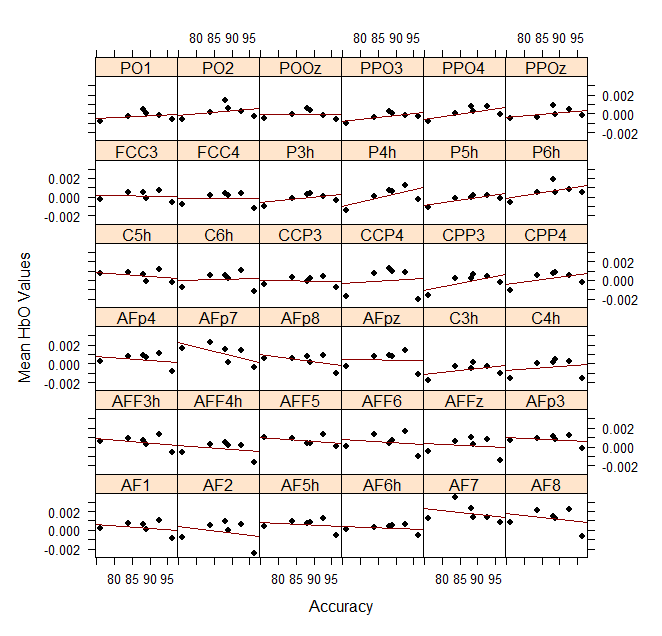 80 85 90 95 80 85 90 95 80 85 90 95
PO1 PO2 POOz PPO3 PPO4 PPOz
0.002
0.000
-0.002
FCC3 FCC4 P3h P4h P5h P6h
0.002
0.000
-0.002
C5h C6h CCP3 CCP4 CPP3 CPP4
0.002
0.000
-0.002
AFp4 AFp7 AFp8 AFpz C3h C4h
0.002
0.000
-0.002
AFF3h AFF4h AFF5 AFF6 AFFz AFp3
0.002
0.000
-0.002
AF1 AF2 AF5h AF6h AF7 AF8
0.002
0.000
-0.002
80 85 90 95 80 85 90 95 80 85 90 95
Accuracy
Mean HbO Values